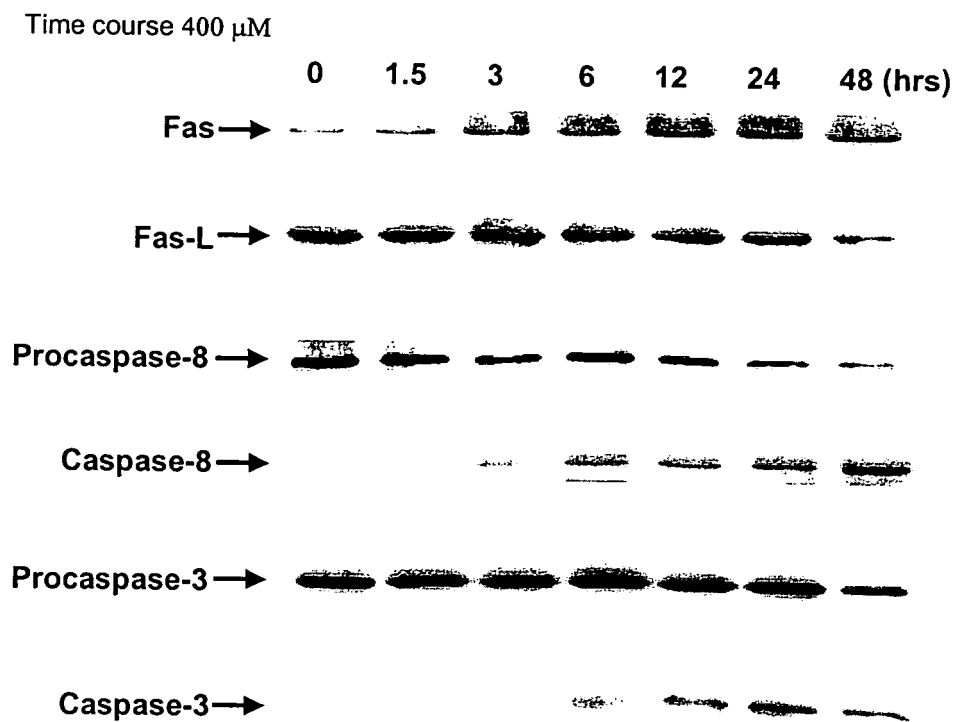 Time course 400 μM
0 1.5 3 6 12 24 48 (hrs)
Fas
Fas-L
Procaspase-8
Caspase-8
Procaspase-3
Caspase-3